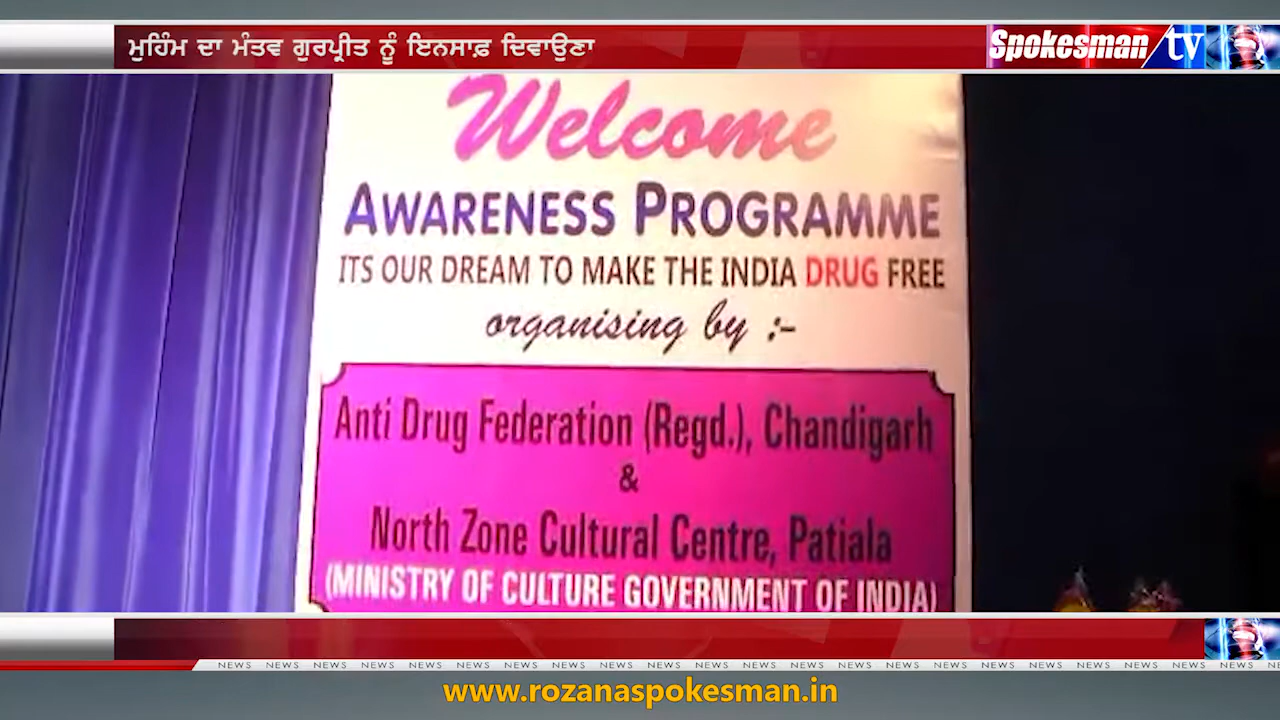 ਮੁਹਿੰਮ ਦਾ ਮੰਤਵ ਗੁਰਪ੍ਰੀਤ ਨੂੰ ਇਨਸਾਫ਼ ਦਿਵਾਉਣਾ
Spokesman tv
Welcome
AWARENESS PROGRAMME
ITS OUR DREAM TO MAKE THE INDIA DRUG FREE
organising by :-
Anti Drug Federation (Regd.), Chandigarh
&
North Zone Cultural Centre, Patiala
(MINISTRY OF CULTURE GOVERNMENT OF INDIA)
NEWS NEWS NEWS NEWS NEWS NEWS NEWS NEWS NEWS NEWS NEWS NEWS NEWS NEWS NEWS NEWS NEWS NEWS NEWS NEWS NEWS NEWS
www.rozanaspokesman.in